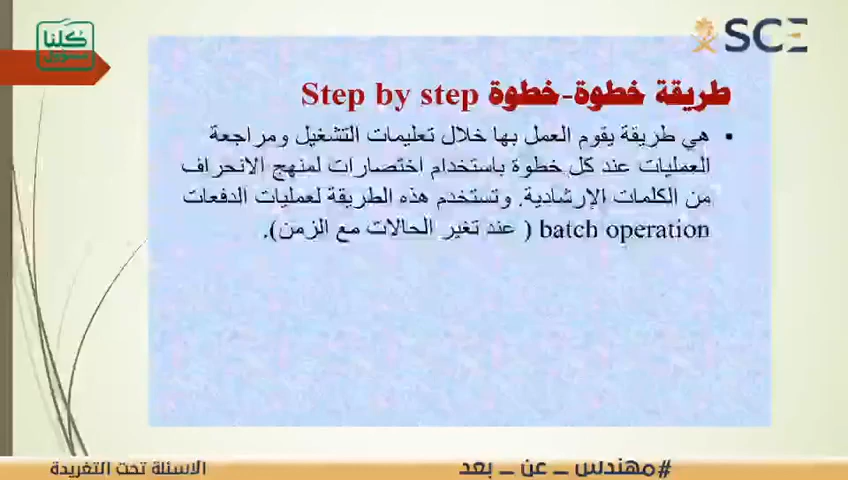 كلنا
مسؤول
SCE
طريقة خطوة-خطوة Step by step
▪ هي طريقة يقوم العمل بها خلال تعليمات التشغيل ومراجعة
العمليات عند كل خطوة باستخدام اختصارات لمنهج الانحراف
من الكلمات الإرشادية. وتستخدم هذه الطريقة لعمليات الدفعات
batch operation ( عند تغير الحالات مع الزمن).
#مهندس _ عن _ بعد
الاسئلة تحت التغريدة